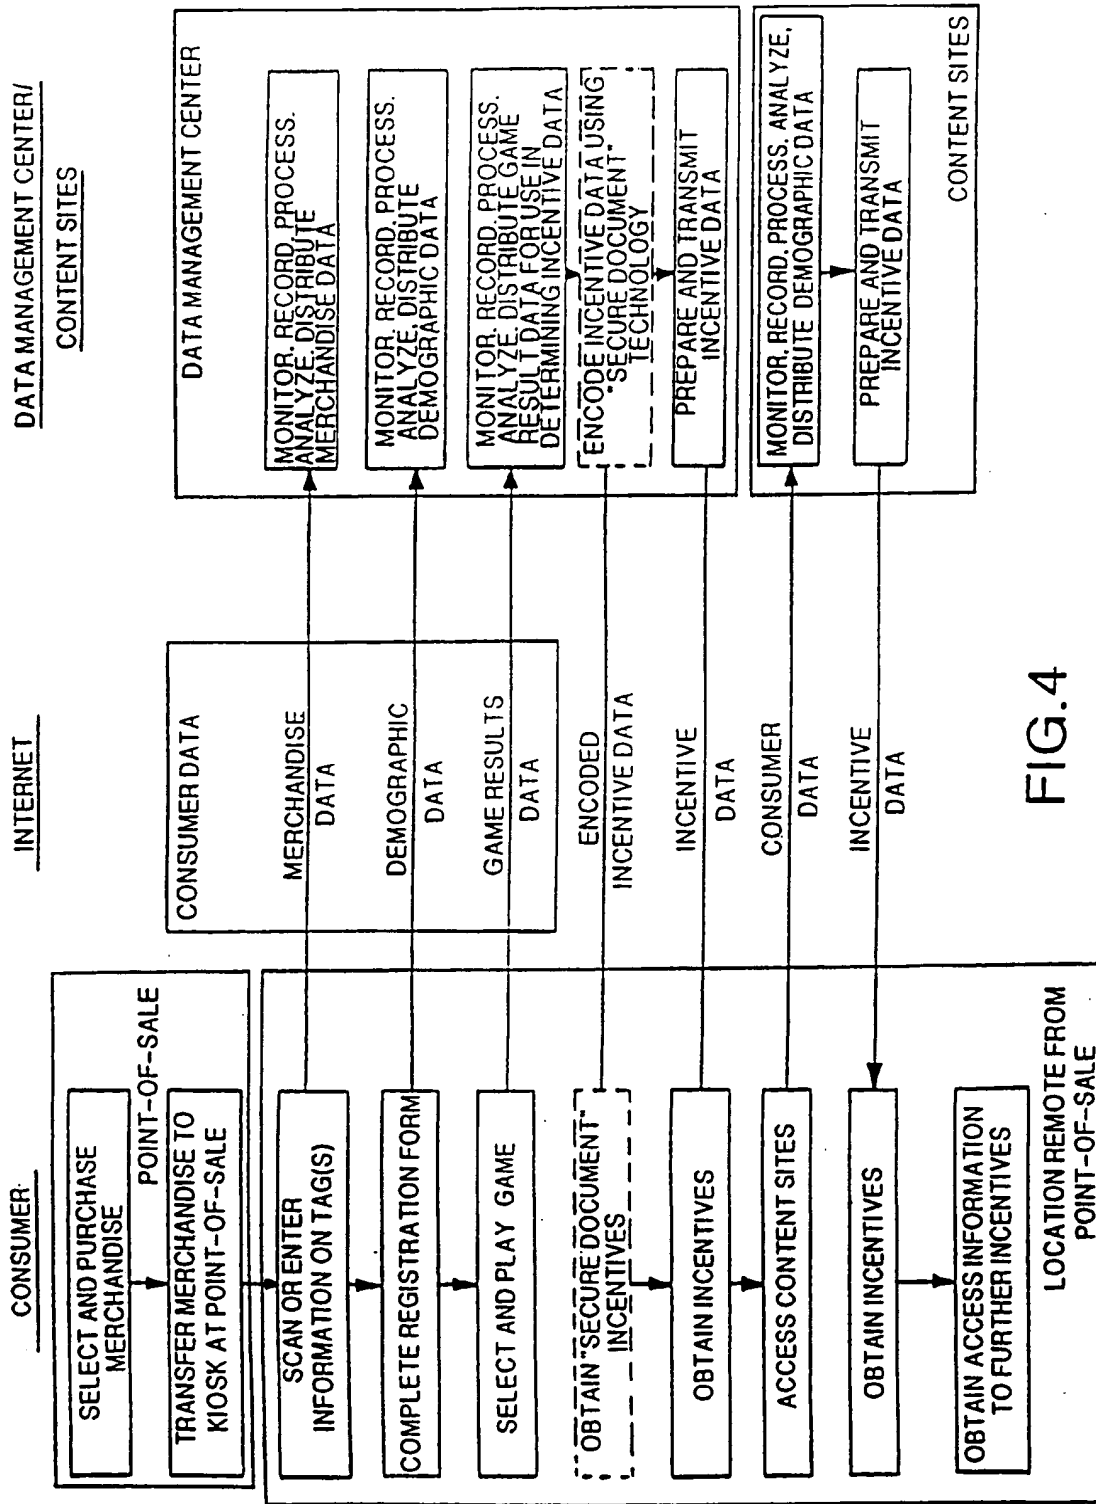 CONSUMER
INTERNET
DATA MANAGEMENT CENTER/
CONTENT SITES
SELECT AND PURCHASE
MERCHANDISE
POINT-OF-SALE
TRANSFER MERCHANDISE TO
KIOSK AT POINT-OF-SALE
SCAN OR ENTER
INFORMATION ON TAG(S)
COMPLETE REGISTRATION FORM
SELECT AND PLAY GAME
OBTAIN "SECURE DOCUMENT"
INCENTIVES
OBTAIN INCENTIVES
ACCESS CONTENT SITES
OBTAIN INCENTIVES
OBTAIN ACCESS INFORMATION
TO FURTHER INCENTIVES
LOCATION REMOTE FROM
POINT-OF-SALE
CONSUMER DATA
MERCHANDISE
DATA
DEMOGRAPHIC
DATA
GAME RESULTS
DATA
ENCODED
INCENTIVE DATA
INCENTIVE
DATA
CONSUMER
DATA
INCENTIVE
DATA
DATA MANAGEMENT CENTER
MONITOR, RECORD, PROCESS,
ANALYZE, DISTRIBUTE
MERCHANDISE DATA
MONITOR, RECORD, PROCESS,
ANALYZE, DISTRIBUTE
DEMOGRAPHIC DATA
MONITOR, RECORD, PROCESS,
ANALYZE, DISTRIBUTE GAME
RESULT DATA FOR USE IN
DETERMINING INCENTIVE DATA
ENCODE INCENTIVE DATA USING
"SECURE DOCUMENT"
TECHNOLOGY
PREPARE AND TRANSMIT
INCENTIVE DATA
MONITOR, RECORD, PROCESS, ANALYZE,
DISTRIBUTE DEMOGRAPHIC DATA
PREPARE AND TRANSMIT
INCENTIVE DATA
CONTENT SITES
FIG.4